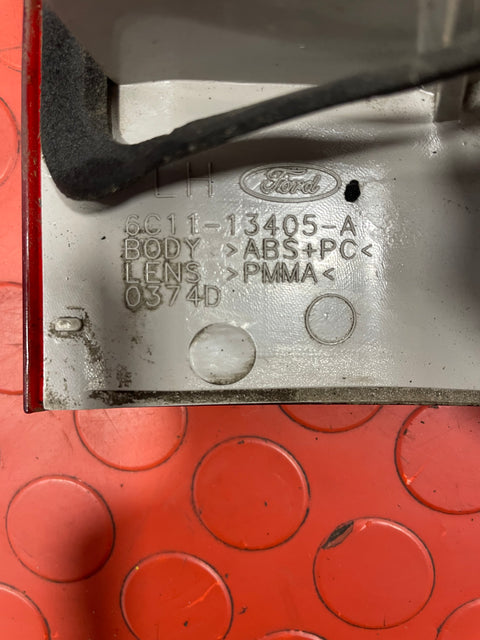 LH Ford
6C11-13405-A
BODY >ABS+PC<
LENS >PMMA<
0374D